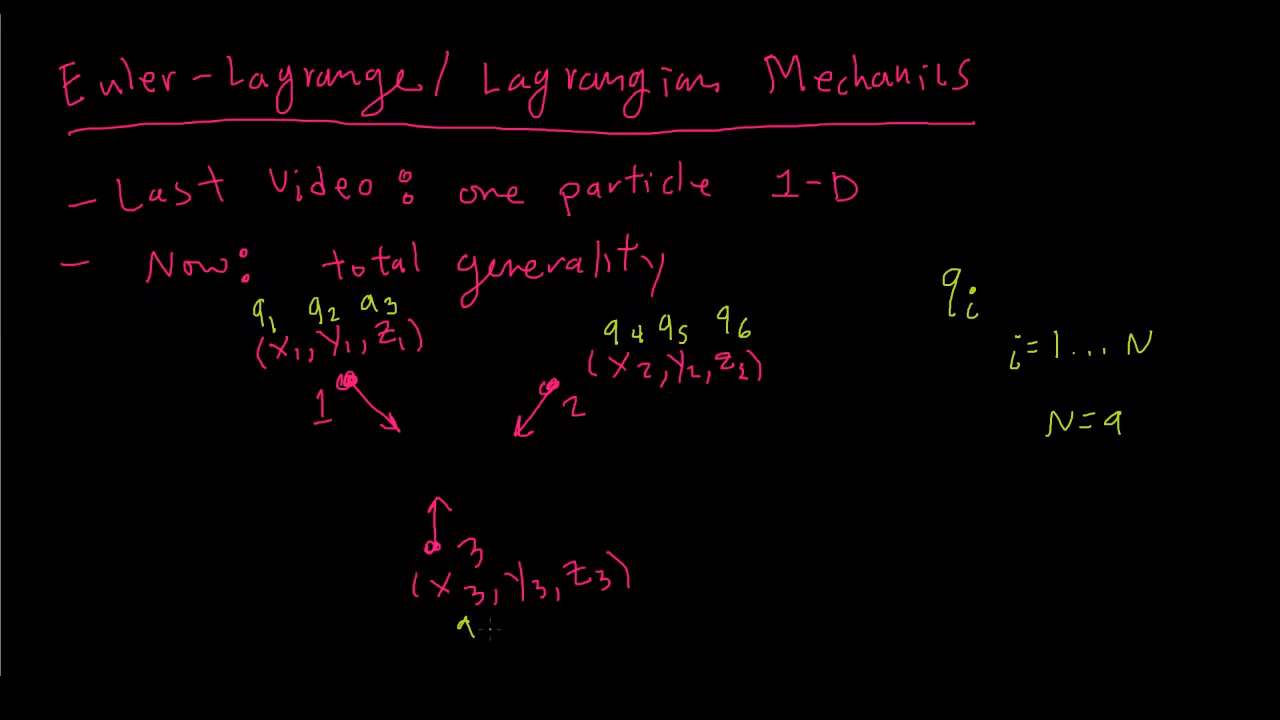 Euler-Lagrange/ Lagrangian Mechanics
- Last Video: one particle 1-D
- Now: total generality
q1 q2 q3
(x1, y1, z1)
1
q4 q5 q6
(x2, y2, z2)
2
3
(x3, y3, z3)
q
qi
i=1...N
N=9